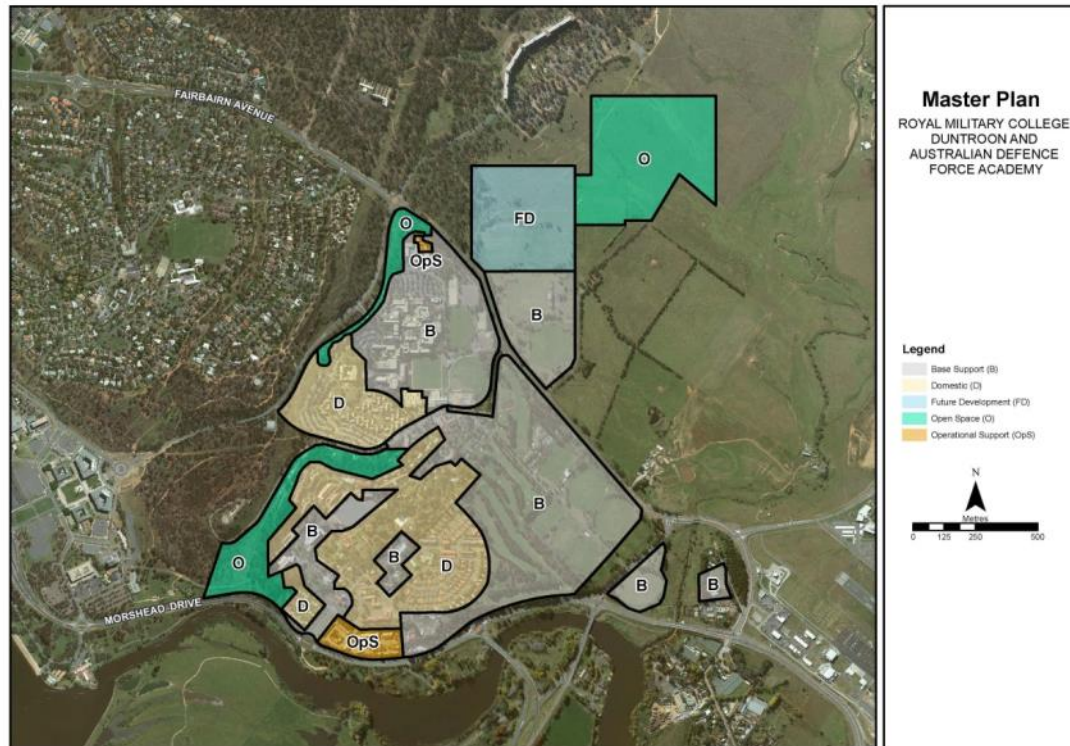 FAIRBAIRN AVENUE
O
FD
O
OpS
B
B
D
B
B
B
O
D
B
B
D
MORSHEAD DRIVE
OpS
Master Plan
ROYAL MILITARY COLLEGE
DUNTROON AND
AUSTRALIAN DEFENCE
FORCE ACADEMY
Legend
Base Support (B)
Domestic (D)
Future Development (FD)
Open Space (O)
Operational Support (OpS)
N
Metres
0 125 250 500